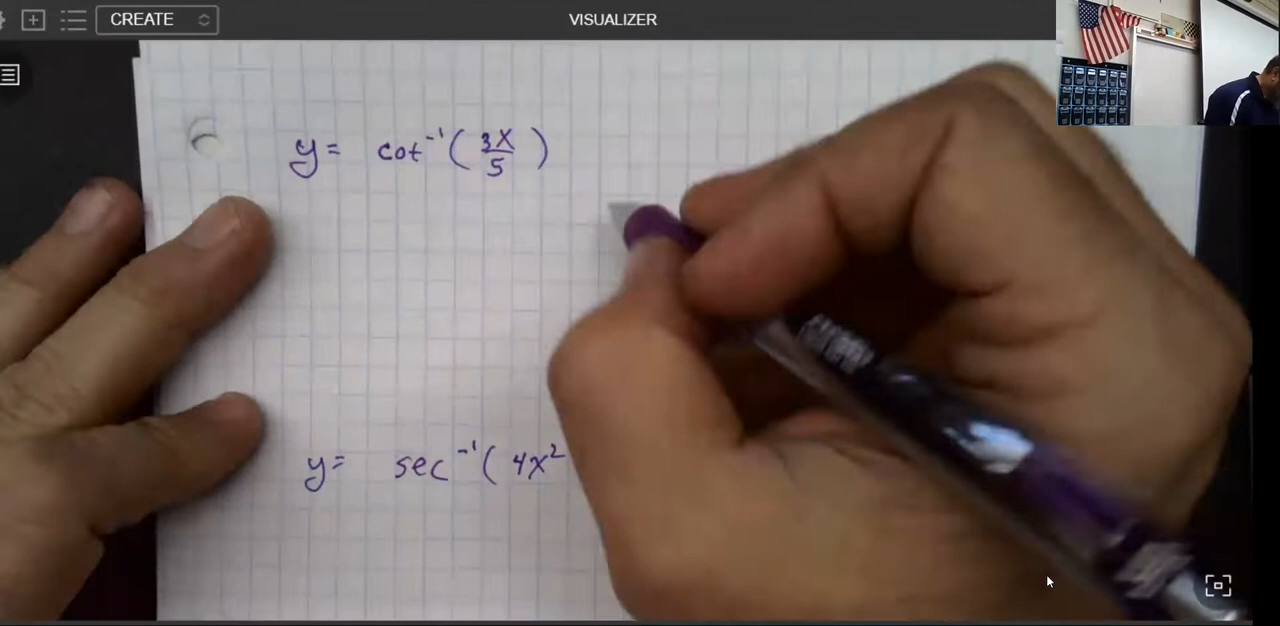 CREATE
VISUALIZER
y = cot⁻¹(3x/5)
y = sec⁻¹(4x²